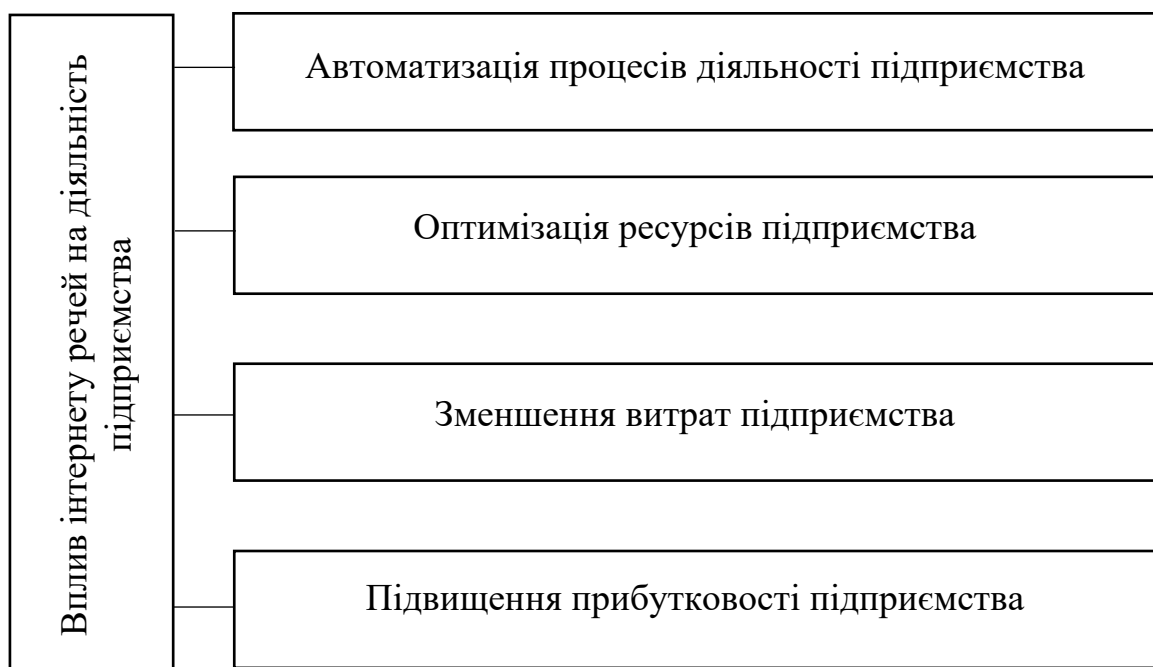 Вплив інтернету речей на діяльність
підприємства
Автоматизація процесів діяльності підприємства
Оптимізація ресурсів підприємства
Зменшення витрат підприємства
Підвищення прибутковості підприємства